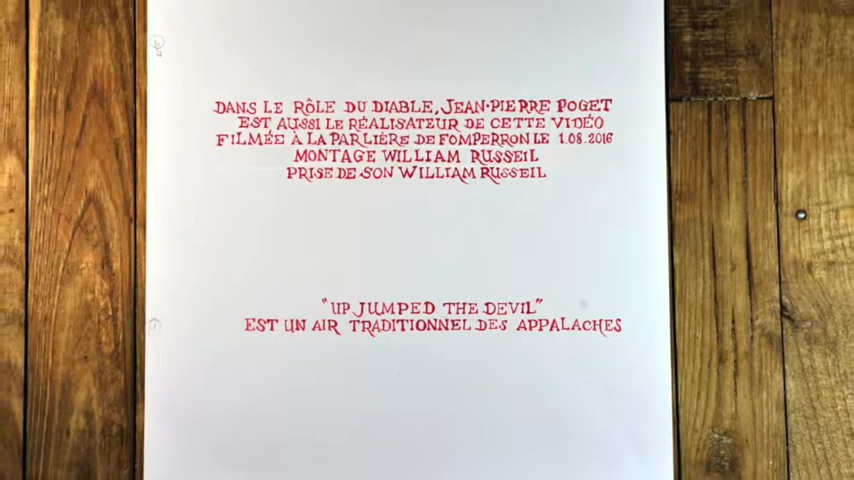 DANS LE RÔLE DU DIABLE, JEAN-PIERRE POGET
EST AUSSI LE RÉALISATEUR DE CETTE VIDÉO
FILMÉE À LA PARLIÈRE DE FOMPERRON LE 1.08.2016
MONTAGE WILLIAM RUSSEIL
PRISE DE SON WILLIAM RUSSEIL
"UP JUMPED THE DEVIL"
EST UN AIR TRADITIONNEL DES APPALACHES